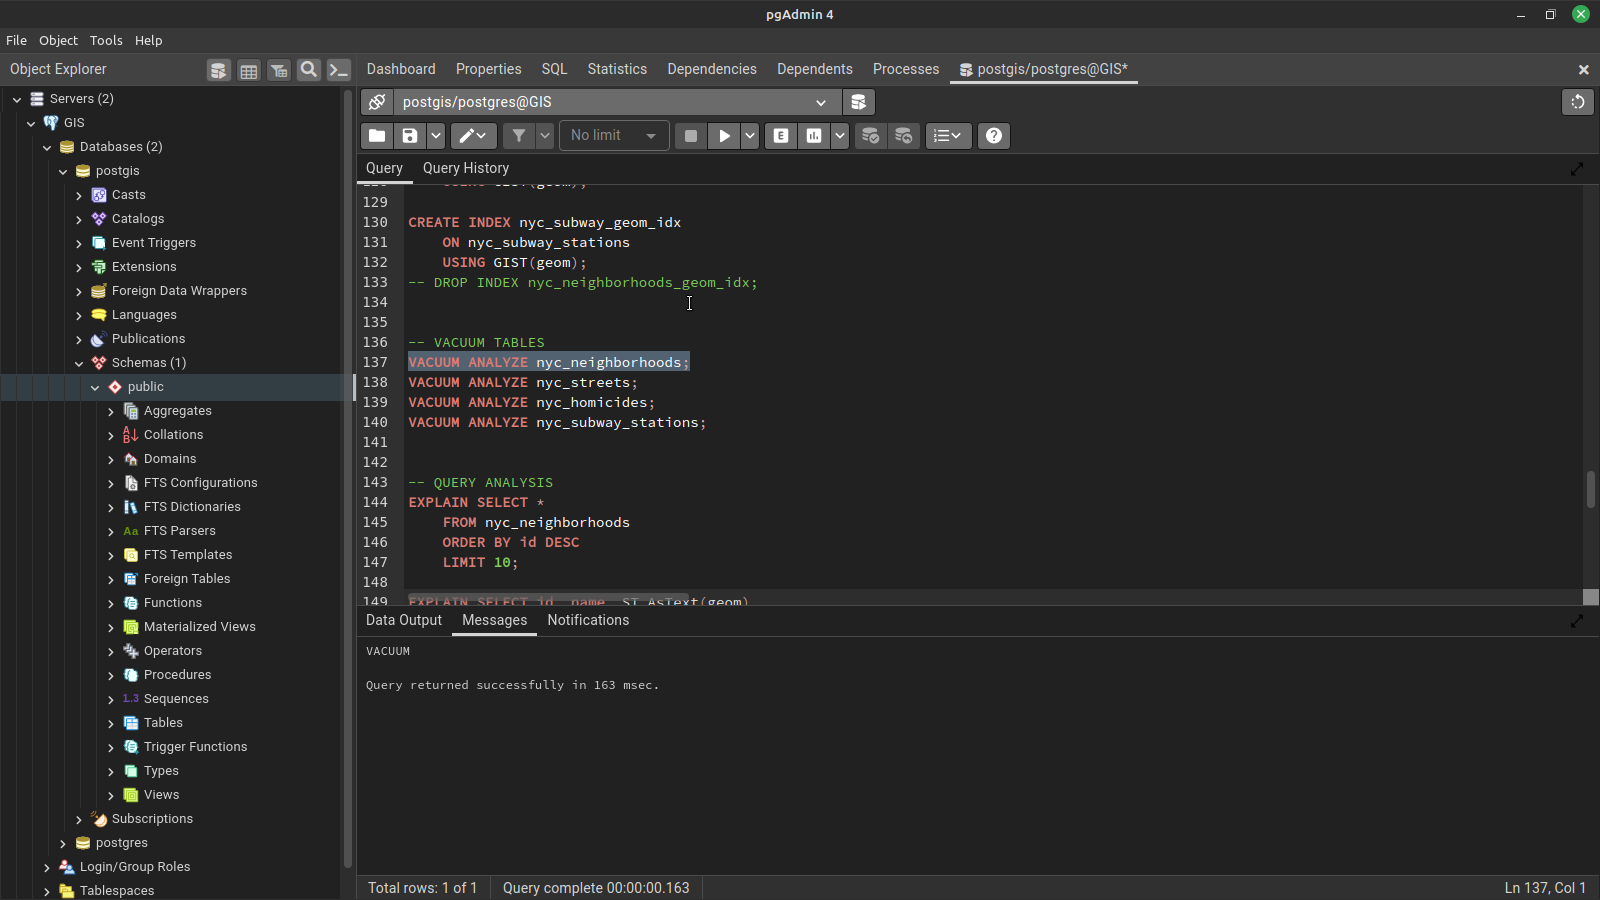 pgAdmin 4
File Object Tools Help
Object Explorer
Dashboard Properties SQL Statistics Dependencies Dependents Processes postgis/postgres@GIS*
Servers (2)
GIS
Databases (2)
postgis
Casts
Catalogs
Event Triggers
Extensions
Foreign Data Wrappers
Languages
Publications
Schemas (1)
public
Aggregates
Collations
Domains
FTS Configurations
FTS Dictionaries
Aa FTS Parsers
FTS Templates
Foreign Tables
Functions
Materialized Views
Operators
Procedures
1.3 Sequences
Tables
Trigger Functions
Types
Views
Subscriptions
postgres
Login/Group Roles
Tablespaces
postgis/postgres@GIS
No limit
E
Query Query History
128 USING GIST(geom);
129
130 CREATE INDEX nyc_subway_geom_idx
131 ON nyc_subway_stations
132 USING GIST(geom);
133 -- DROP INDEX nyc_neighborhoods_geom_idx;
134
135
136 -- VACUUM TABLES
137 VACUUM ANALYZE nyc_neighborhoods;
138 VACUUM ANALYZE nyc_streets;
139 VACUUM ANALYZE nyc_homicides;
140 VACUUM ANALYZE nyc_subway_stations;
141
142
143 -- QUERY ANALYSIS
144 EXPLAIN SELECT *
145 FROM nyc_neighborhoods
146 ORDER BY id DESC
147 LIMIT 10;
148
149 EXPLAIN SELECT id, name, ST_AsText(geom)
Data Output Messages Notifications
VACUUM
Query returned successfully in 163 msec.
Total rows: 1 of 1 Query complete 00:00:00.163 Ln 137, Col 1